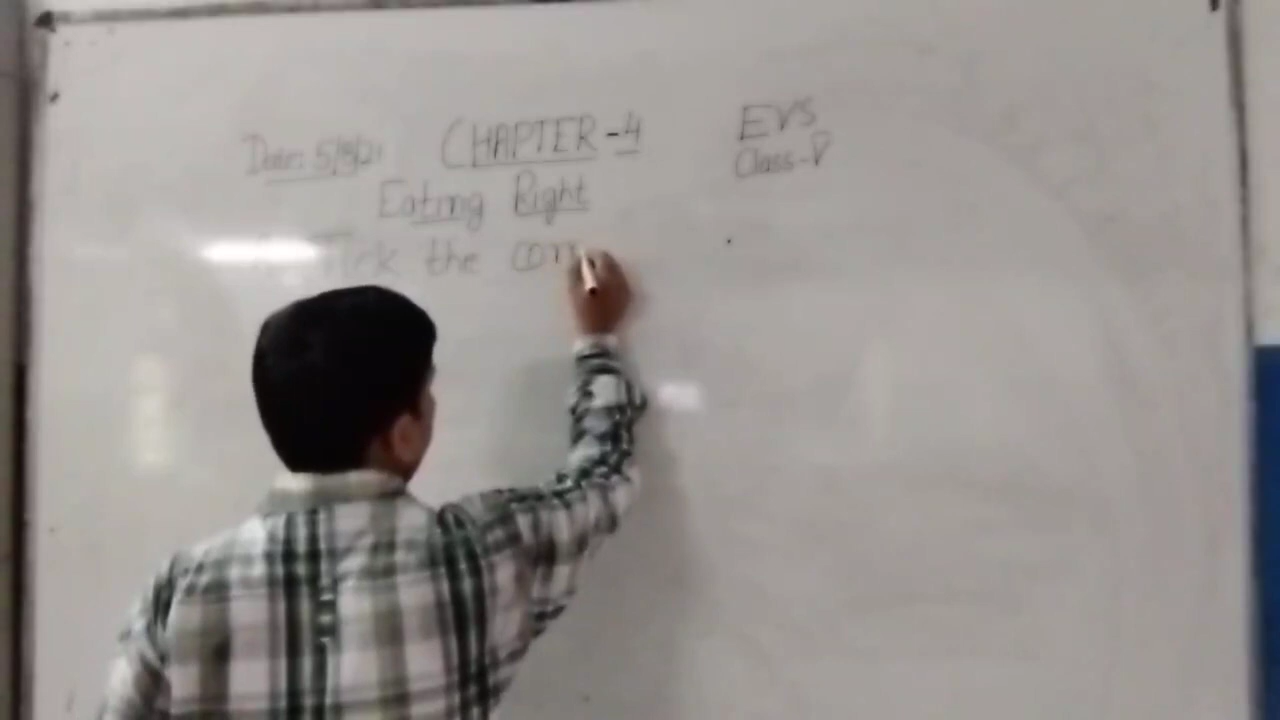 Date: 5/8/21 CHAPTER-4 EVS
Class-V
Eating Right
Tick the corr